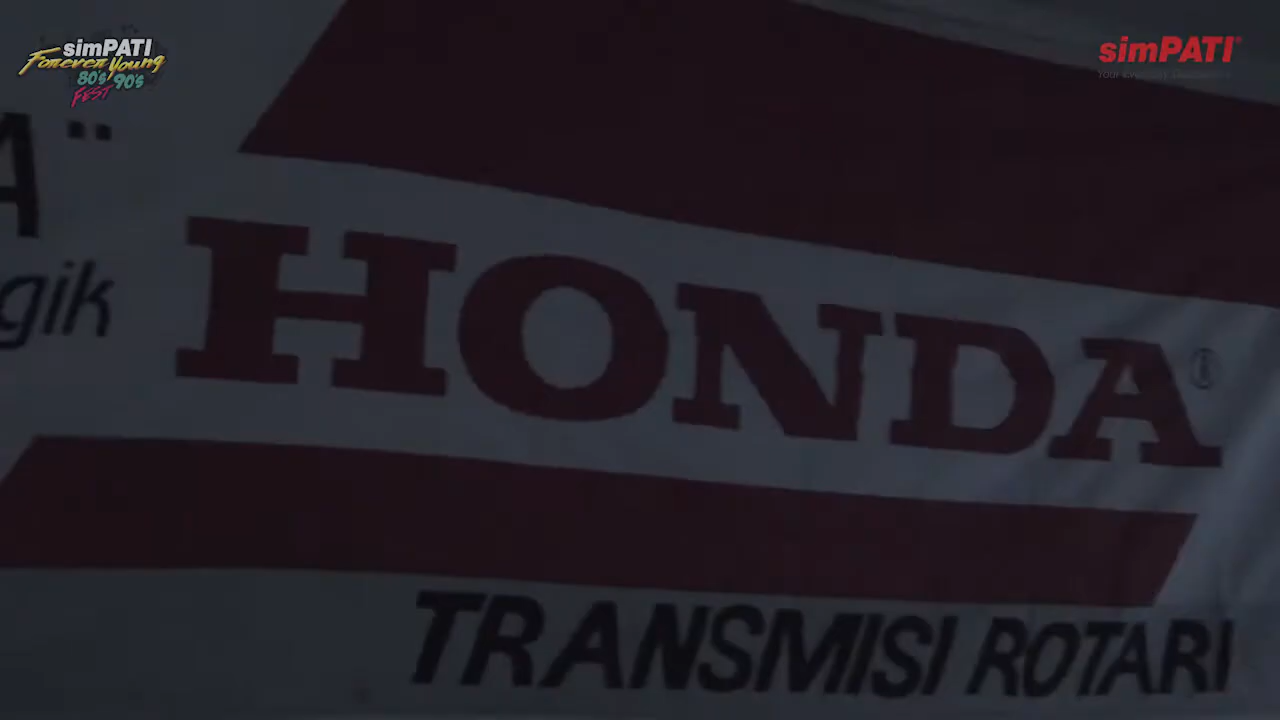 simPATI
Forever Young
80's 90's
FEST
simPATI®
A"
gik
HONDA®
TRANSMISI ROTARI